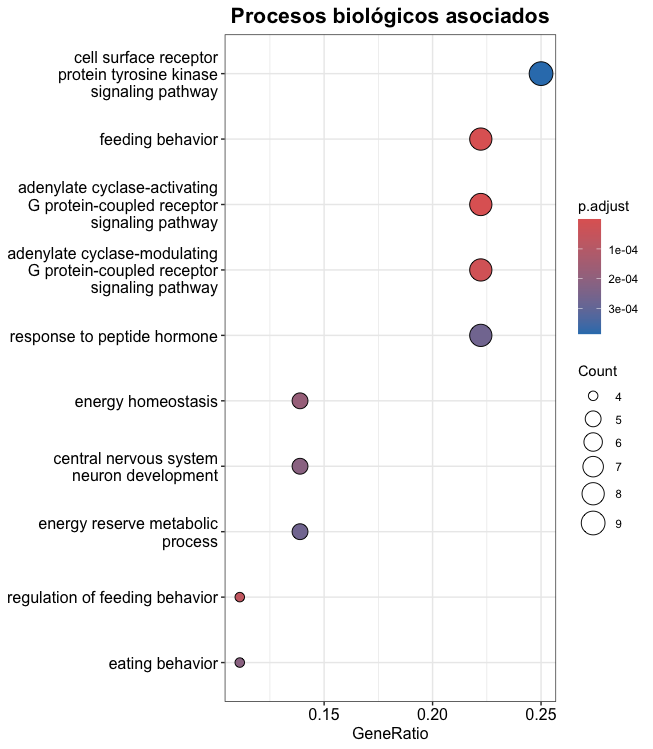 Procesos biológicos asociados
cell surface receptor
protein tyrosine kinase
signaling pathway
feeding behavior
adenylate cyclase-activating
G protein-coupled receptor
signaling pathway
adenylate cyclase-modulating
G protein-coupled receptor
signaling pathway
response to peptide hormone
energy homeostasis
central nervous system
neuron development
energy reserve metabolic
process
regulation of feeding behavior
eating behavior
0.15
0.20
0.25
GeneRatio
p.adjust
1e-04
2e-04
3e-04
Count
4
5
6
7
8
9